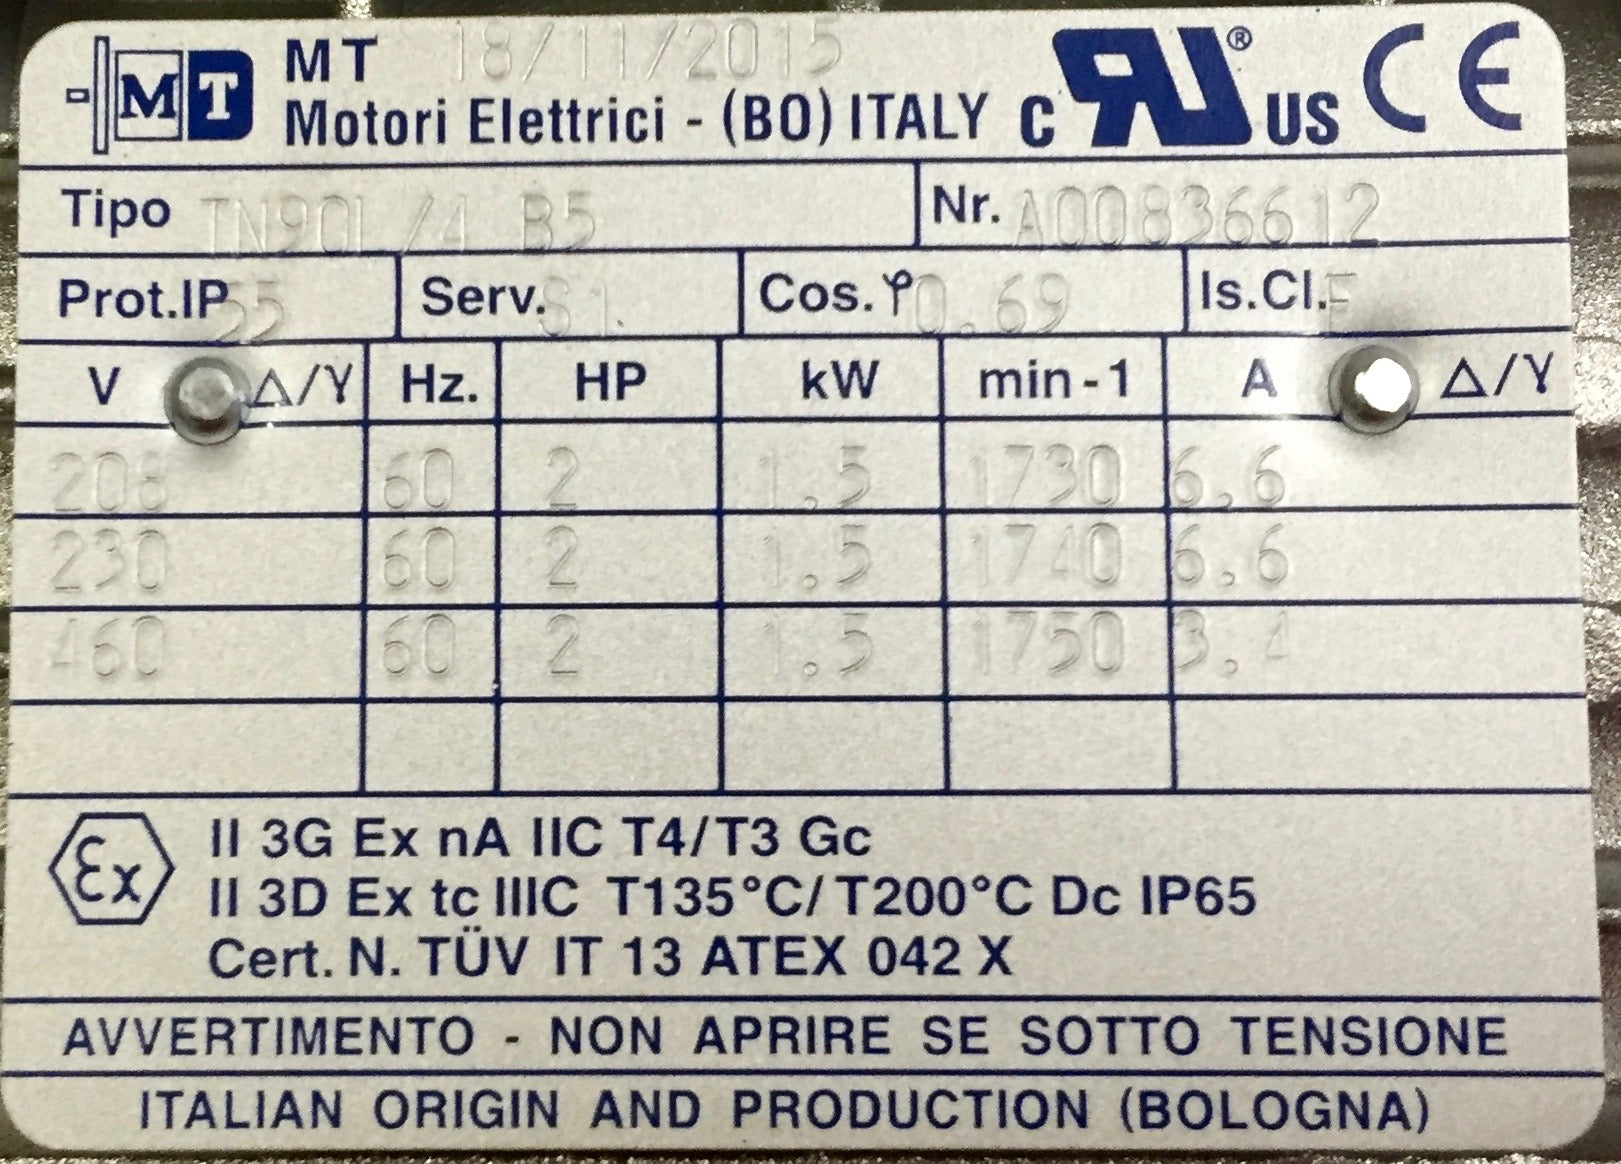 MT MT 18/11/2015
Motori Elettrici - (BO) ITALY c RU ® US CE
Tipo TN90L/4 B5 Nr. A00836612
Prot.IP 55 Serv. S1 Cos.φ 0.69 Is.Cl. F
V Δ/Y Hz. HP kW min-1 A Δ/Y
208 60 2 1.5 1730 6,6
230 60 2 1.5 1740 6,6
460 60 2 1.5 1750 3,4
Ex II 3G Ex nA IIC T4/T3 Gc
II 3D Ex tc IIIC T135°C/T200°C Dc IP65
Cert. N. TÜV IT 13 ATEX 042 X
AVVERTIMENTO - NON APRIRE SE SOTTO TENSIONE
ITALIAN ORIGIN AND PRODUCTION (BOLOGNA)